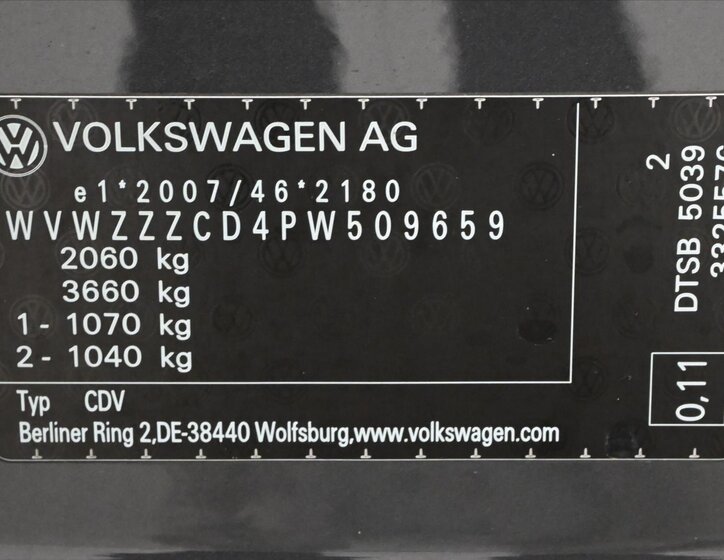 VOLKSWAGEN AG
e1*2007/46*2180
WVWZZZCD4PW509659
2060 kg
3660 kg
1 - 1070 kg
2 - 1040 kg
Typ CDV
Berliner Ring 2,DE-38440 Wolfsburg,www.volkswagen.com
2
DTSB 5039
0,11